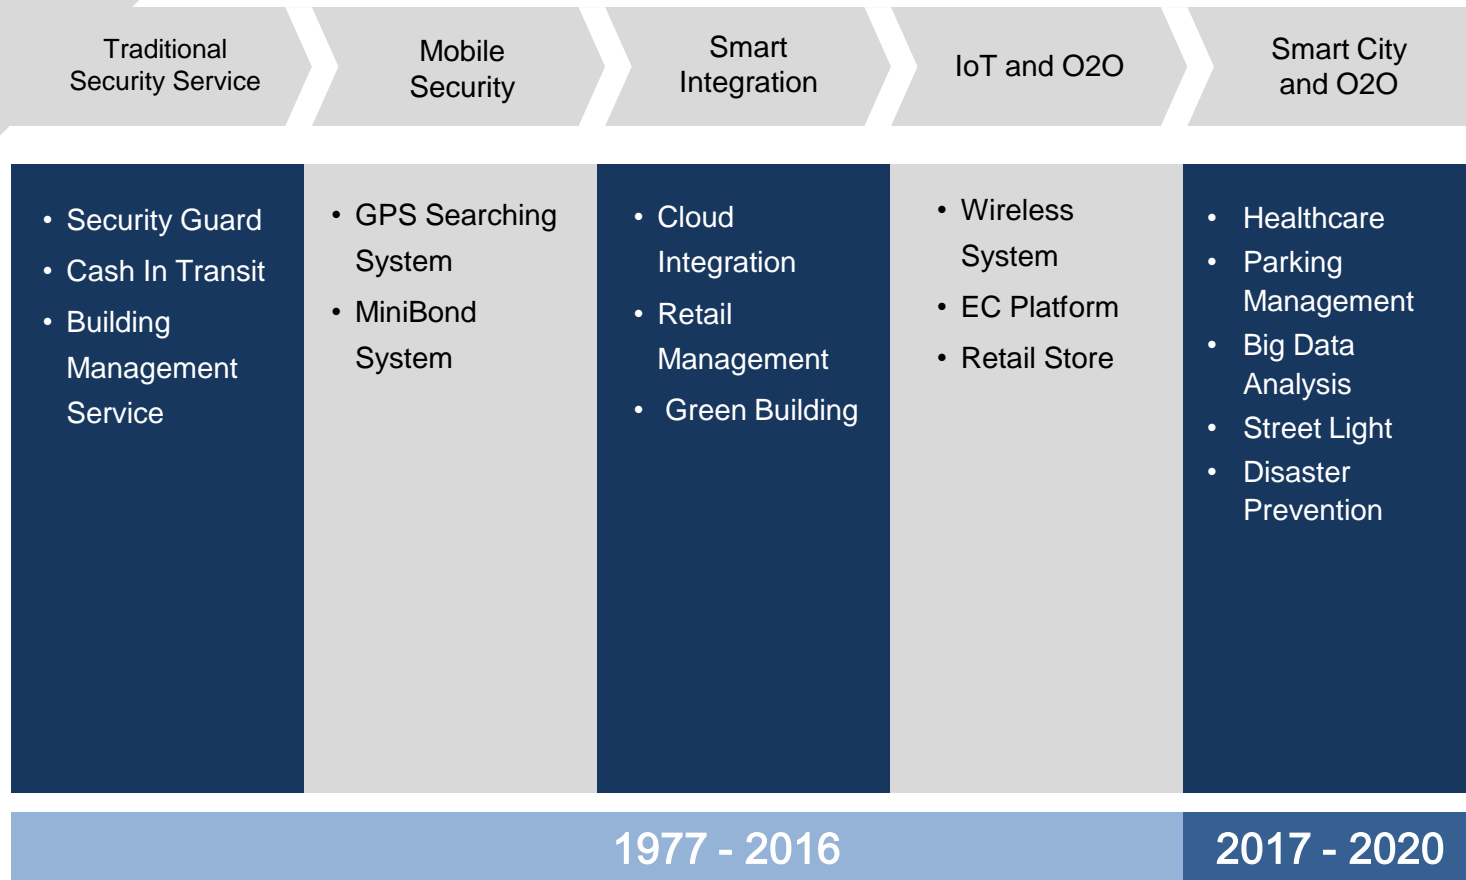 Traditional
Security Service
Mobile
Security
Smart
Integration
IoT and O2O
Smart City
and O2O
• Security Guard
• Cash In Transit
• Building
Management
Service
• GPS Searching
System
• MiniBond
System
• Cloud
Integration
• Retail
Management
• Green Building
• Wireless
System
• EC Platform
• Retail Store
• Healthcare
• Parking
Management
• Big Data
Analysis
• Street Light
• Disaster
Prevention
1977 - 2016
2017 - 2020